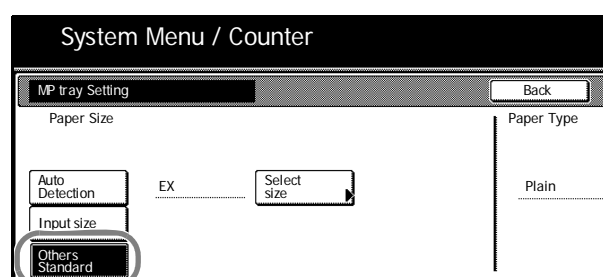 System Menu / Counter
MP tray Setting
Back
Paper Size
Paper Type
Auto
Detection
EX
Select
size
Plain
Input size
Others
Standard